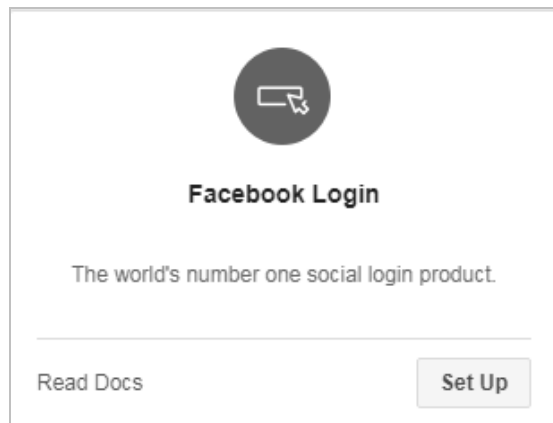 Facebook Login
The world's number one social login product.
Read Docs
Set Up